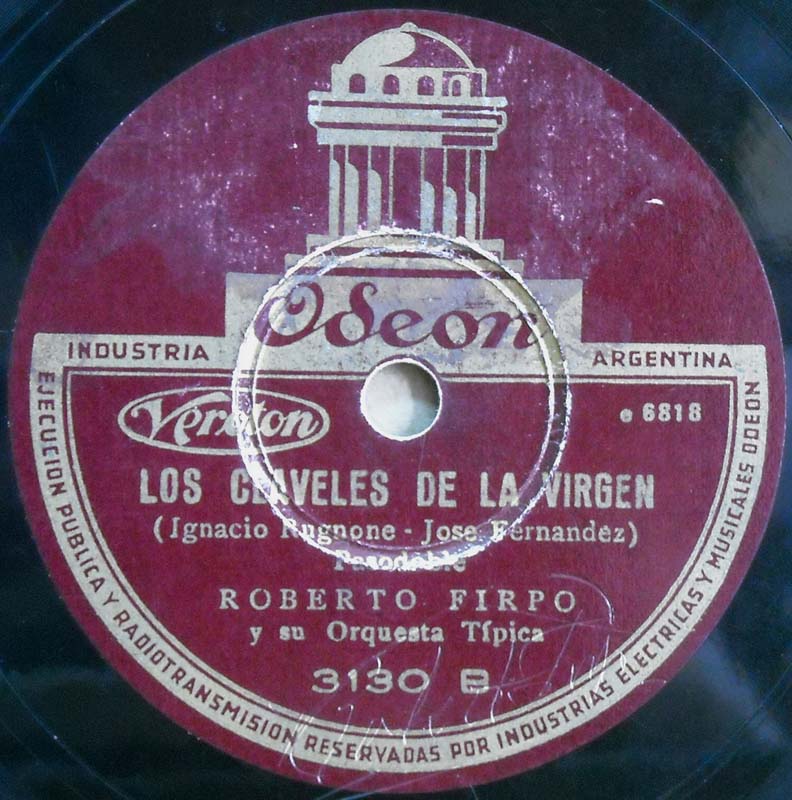 Odeon
INDUSTRIA ARGENTINA
Veroton
e 6818
LOS CLAVELES DE LA VIRGEN
(Ignacio Rugnone - Jose Fernandez)
Pasodoble
ROBERTO FIRPO
y su Orquesta Típica
3130 B
EJECUCION PUBLICA Y RADIOTRANSMISION RESERVADAS POR INDUSTRIAS ELECTRICAS Y MUSICALES ODEON